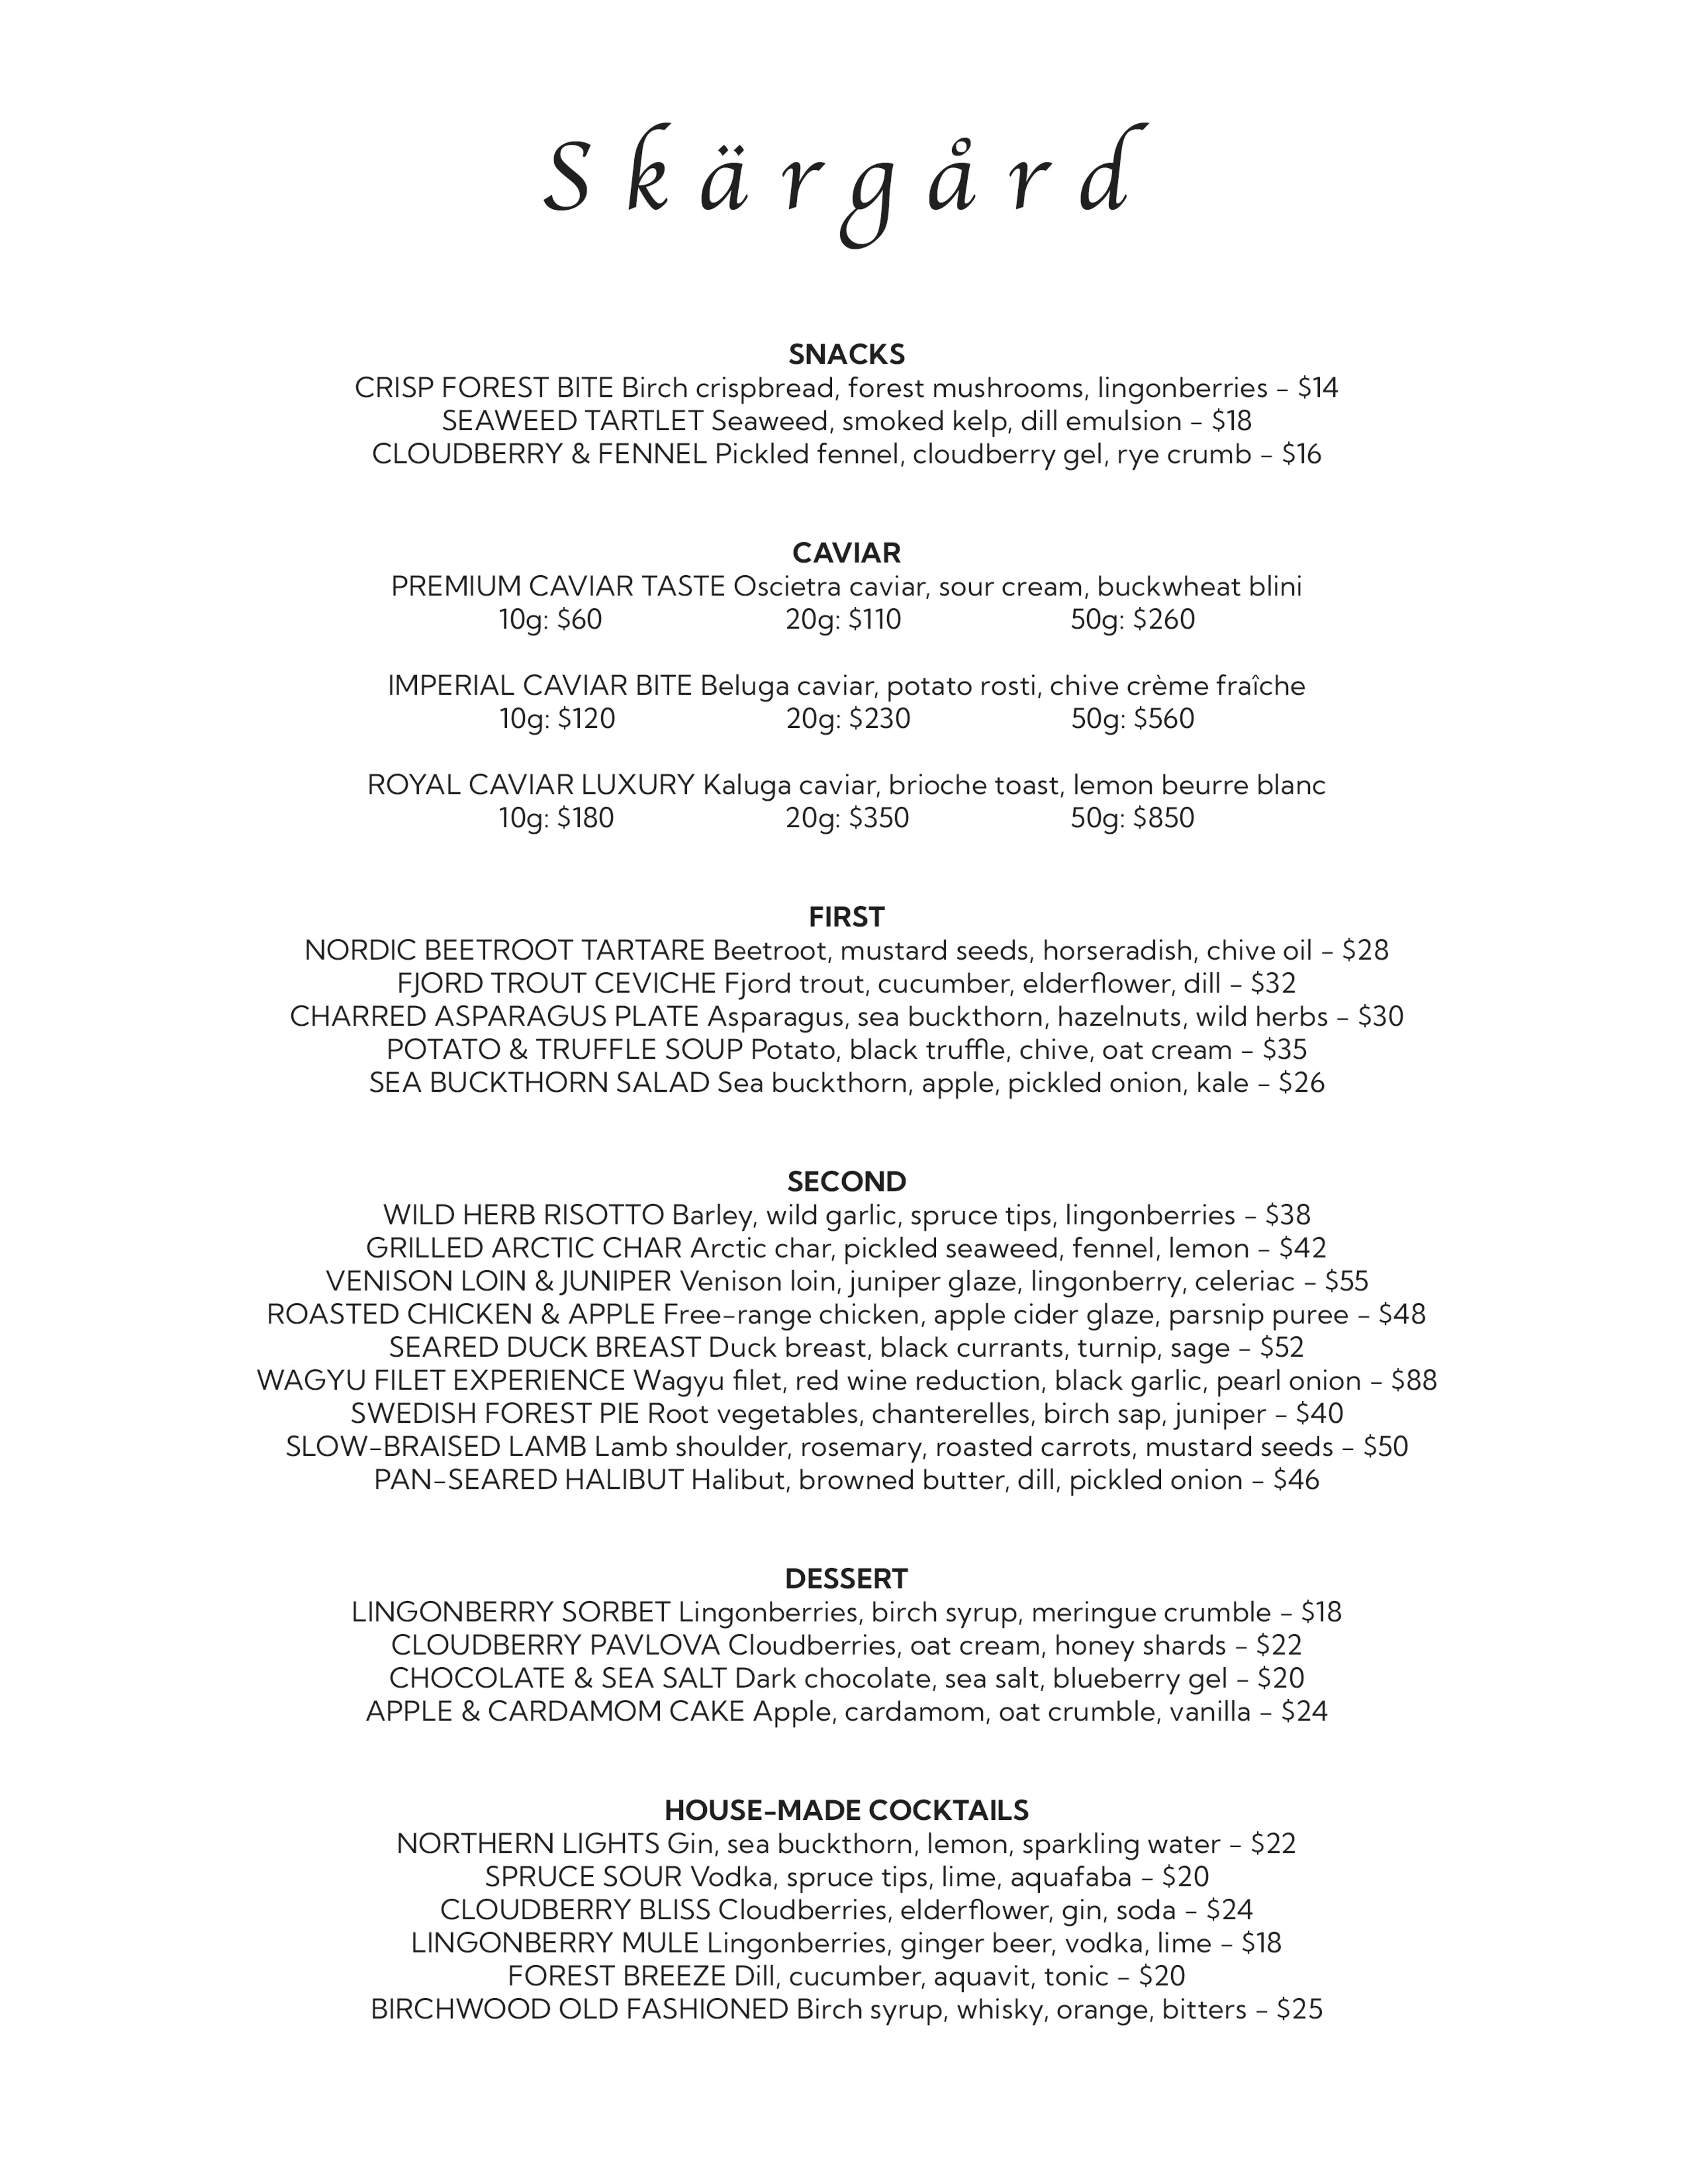 Skärgård
SNACKS
CRISP FOREST BITE Birch crispbread, forest mushrooms, lingonberries – $14
SEAWEED TARTLET Seaweed, smoked kelp, dill emulsion – $18
CLOUDBERRY & FENNEL Pickled fennel, cloudberry gel, rye crumb – $16
CAVIAR
PREMIUM CAVIAR TASTE Oscietra caviar, sour cream, buckwheat blini
10g: $60 20g: $110 50g: $260
IMPERIAL CAVIAR BITE Beluga caviar, potato rosti, chive crème fraîche
10g: $120 20g: $230 50g: $560
ROYAL CAVIAR LUXURY Kaluga caviar, brioche toast, lemon beurre blanc
10g: $180 20g: $350 50g: $850
FIRST
NORDIC BEETROOT TARTARE Beetroot, mustard seeds, horseradish, chive oil – $28
FJORD TROUT CEVICHE Fjord trout, cucumber, elderflower, dill – $32
CHARRED ASPARAGUS PLATE Asparagus, sea buckthorn, hazelnuts, wild herbs – $30
POTATO & TRUFFLE SOUP Potato, black truffle, chive, oat cream – $35
SEA BUCKTHORN SALAD Sea buckthorn, apple, pickled onion, kale – $26
SECOND
WILD HERB RISOTTO Barley, wild garlic, spruce tips, lingonberries – $38
GRILLED ARCTIC CHAR Arctic char, pickled seaweed, fennel, lemon – $42
VENISON LOIN & JUNIPER Venison loin, juniper glaze, lingonberry, celeriac – $55
ROASTED CHICKEN & APPLE Free-range chicken, apple cider glaze, parsnip puree – $48
SEARED DUCK BREAST Duck breast, black currants, turnip, sage – $52
WAGYU FILET EXPERIENCE Wagyu filet, red wine reduction, black garlic, pearl onion – $88
SWEDISH FOREST PIE Root vegetables, chanterelles, birch sap, juniper – $40
SLOW-BRAISED LAMB Lamb shoulder, rosemary, roasted carrots, mustard seeds – $50
PAN-SEARED HALIBUT Halibut, browned butter, dill, pickled onion – $46
DESSERT
LINGONBERRY SORBET Lingonberries, birch syrup, meringue crumble – $18
CLOUDBERRY PAVLOVA Cloudberries, oat cream, honey shards – $22
CHOCOLATE & SEA SALT Dark chocolate, sea salt, blueberry gel – $20
APPLE & CARDAMOM CAKE Apple, cardamom, oat crumble, vanilla – $24
HOUSE-MADE COCKTAILS
NORTHERN LIGHTS Gin, sea buckthorn, lemon, sparkling water – $22
SPRUCE SOUR Vodka, spruce tips, lime, aquafaba – $20
CLOUDBERRY BLISS Cloudberries, elderflower, gin, soda – $24
LINGONBERRY MULE Lingonberries, ginger beer, vodka, lime – $18
FOREST BREEZE Dill, cucumber, aquavit, tonic – $20
BIRCHWOOD OLD FASHIONED Birch syrup, whisky, orange, bitters – $25